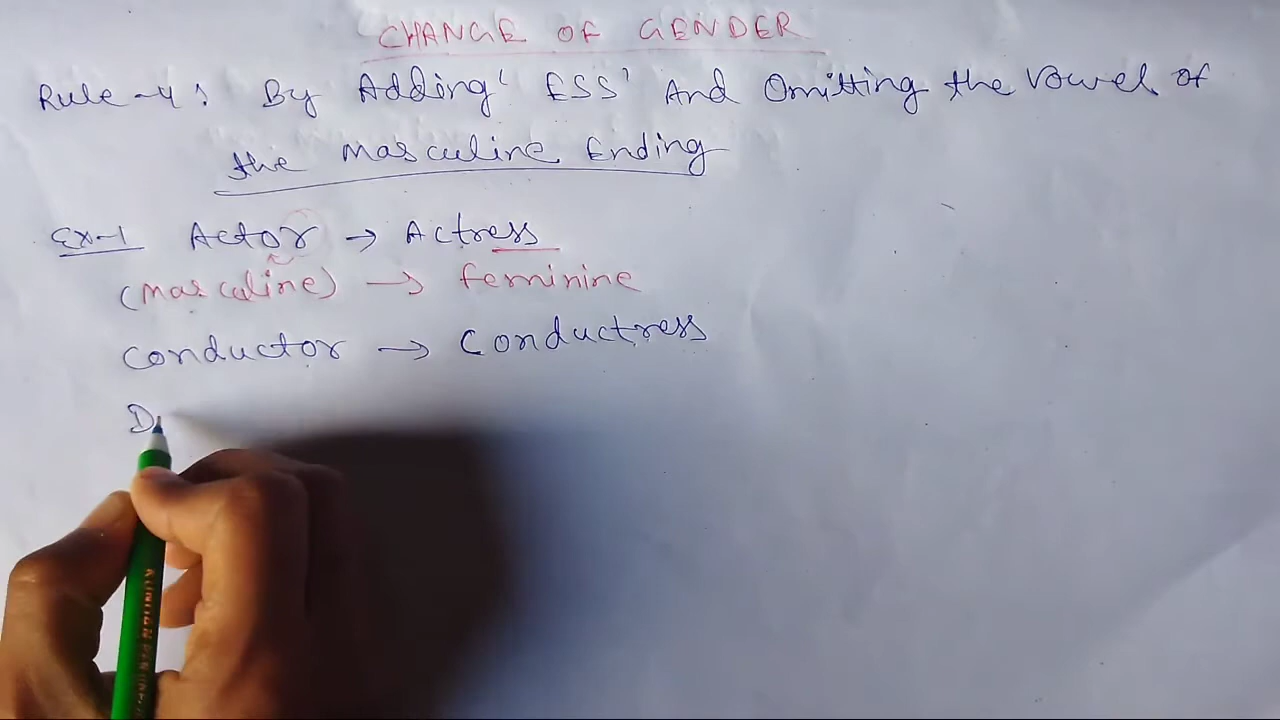 CHANGE OF GENDER
Rule-4: By Adding 'ESS' And Omitting the Vowel of
the Masculine Ending
Ex-1 Actor → Actress
(Masculine) → feminine
Conductor → Conductress
D